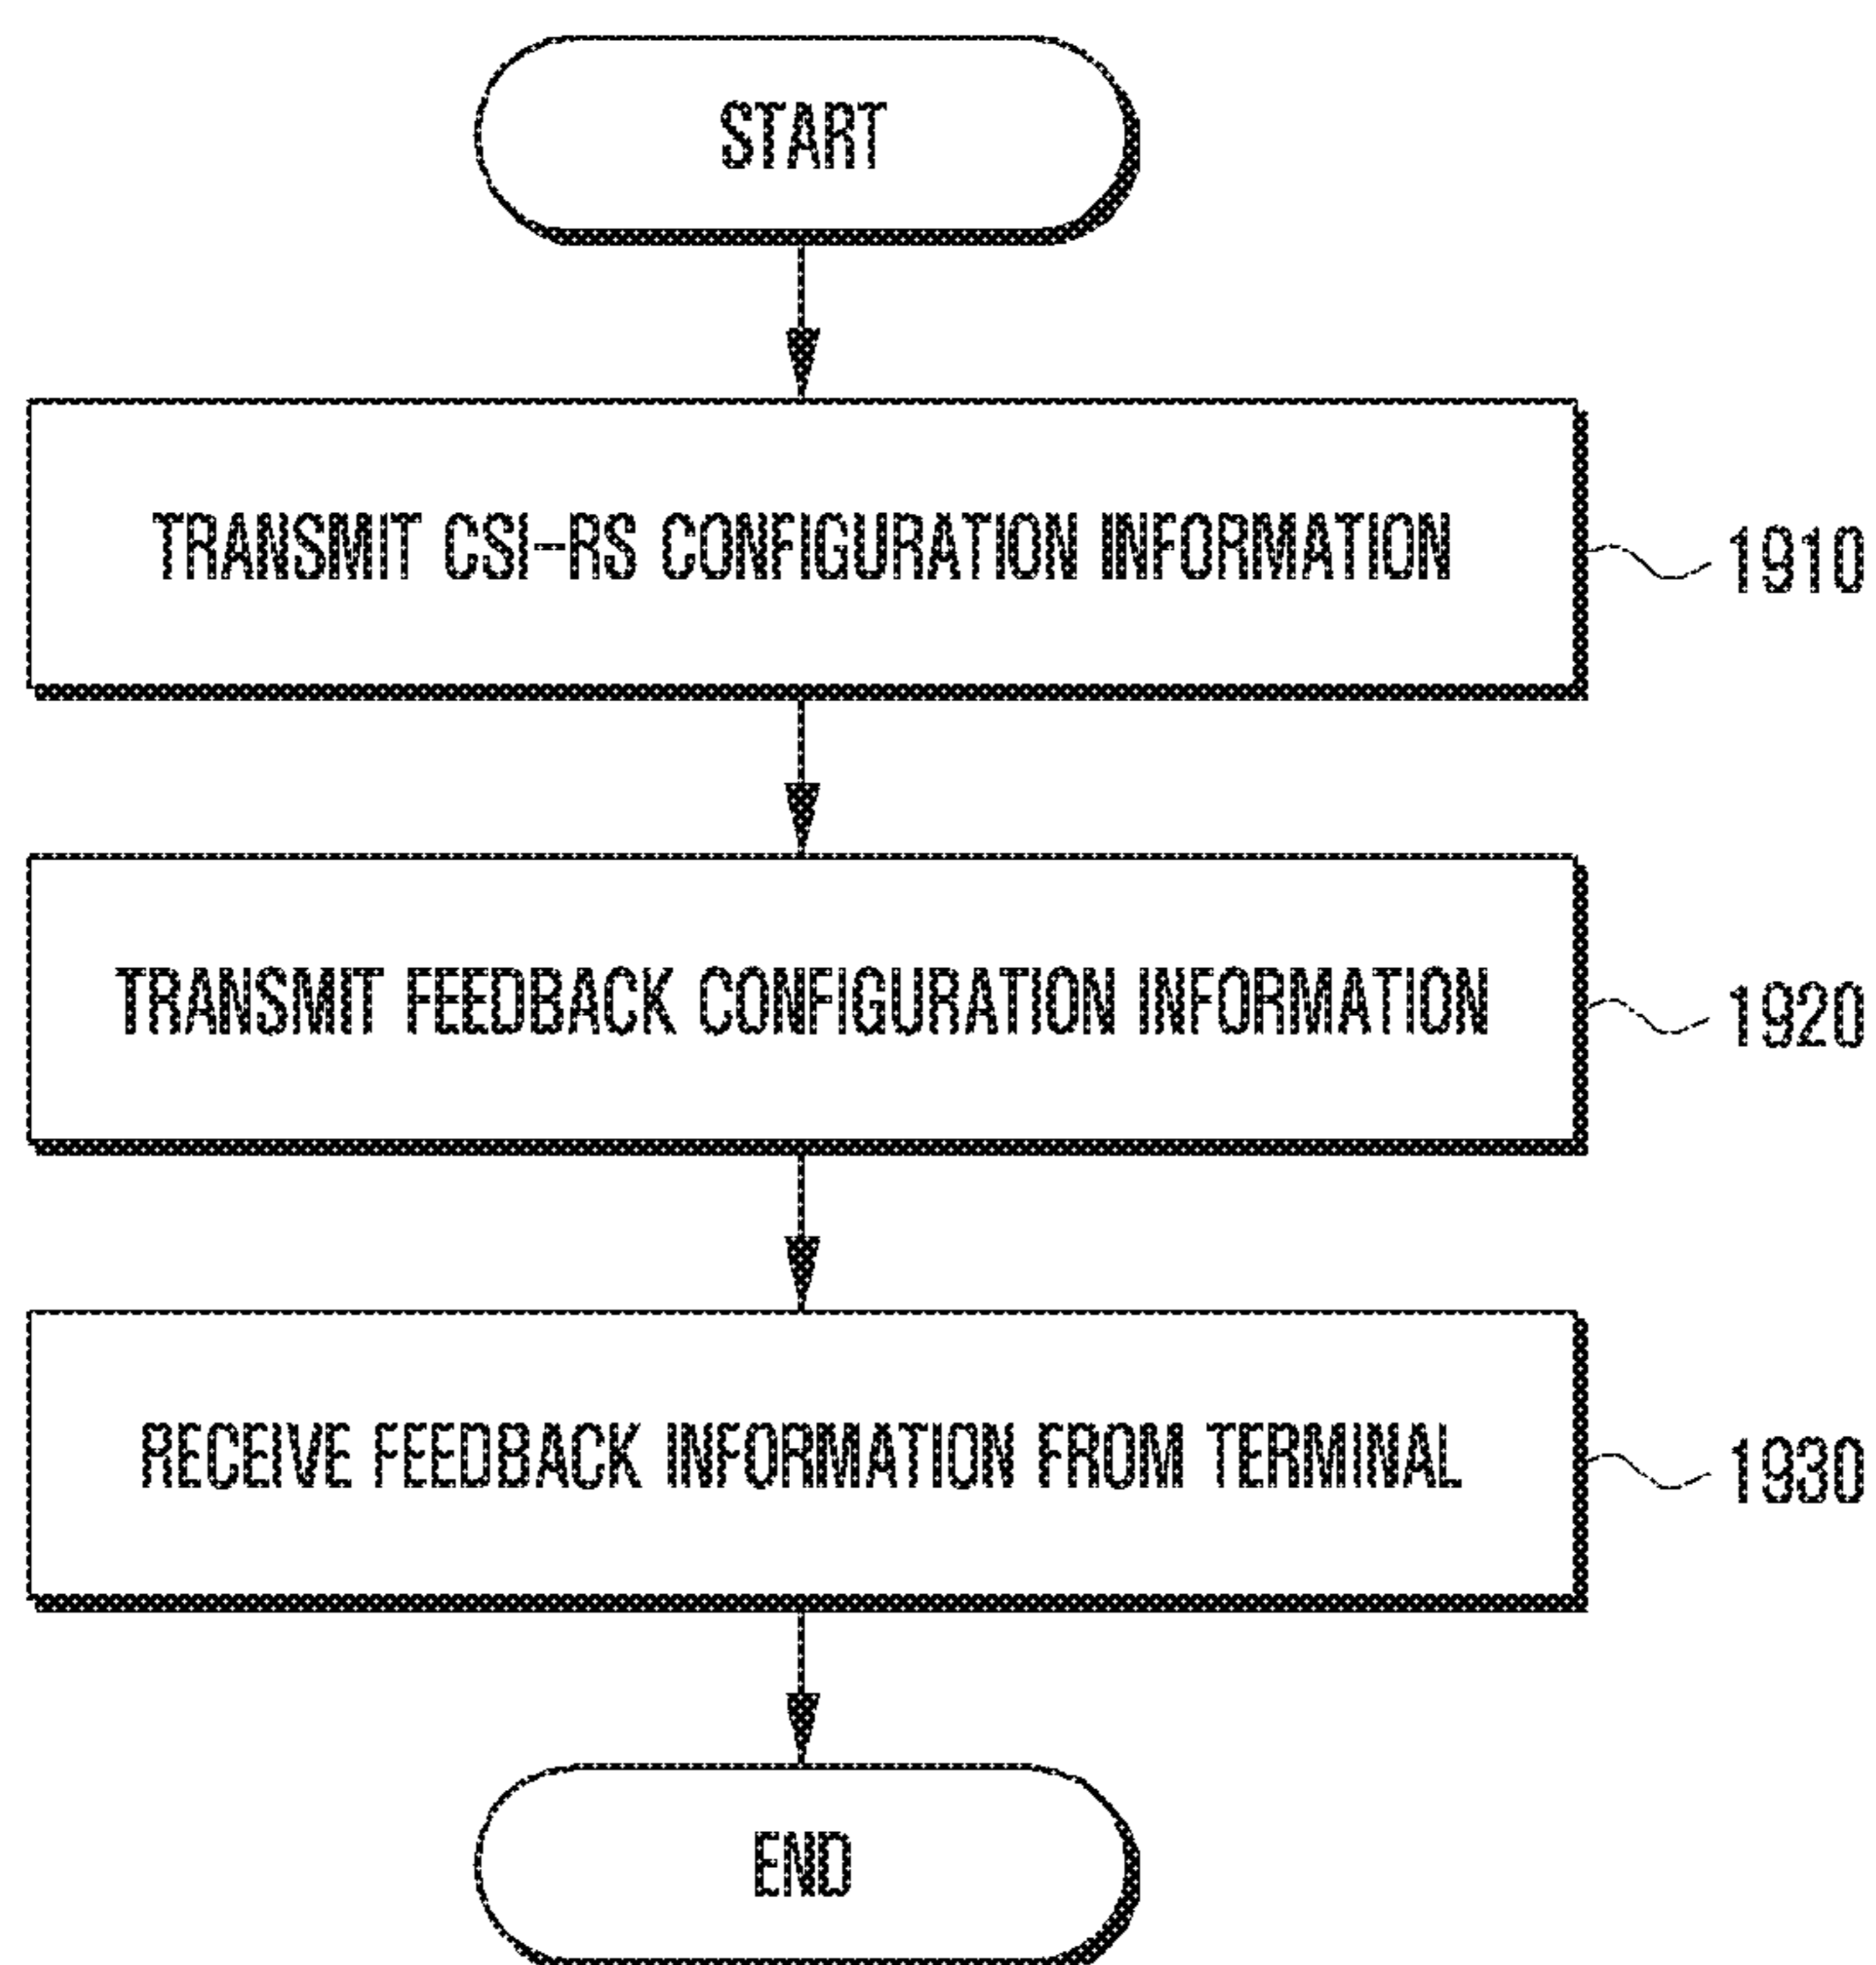 START
TRANSMIT CSI-RS CONFIGURATION INFORMATION
1910
TRANSMIT FEEDBACK CONFIGURATION INFORMATION
1920
RECEIVE FEEDBACK INFORMATION FROM TERMINAL
1930
END